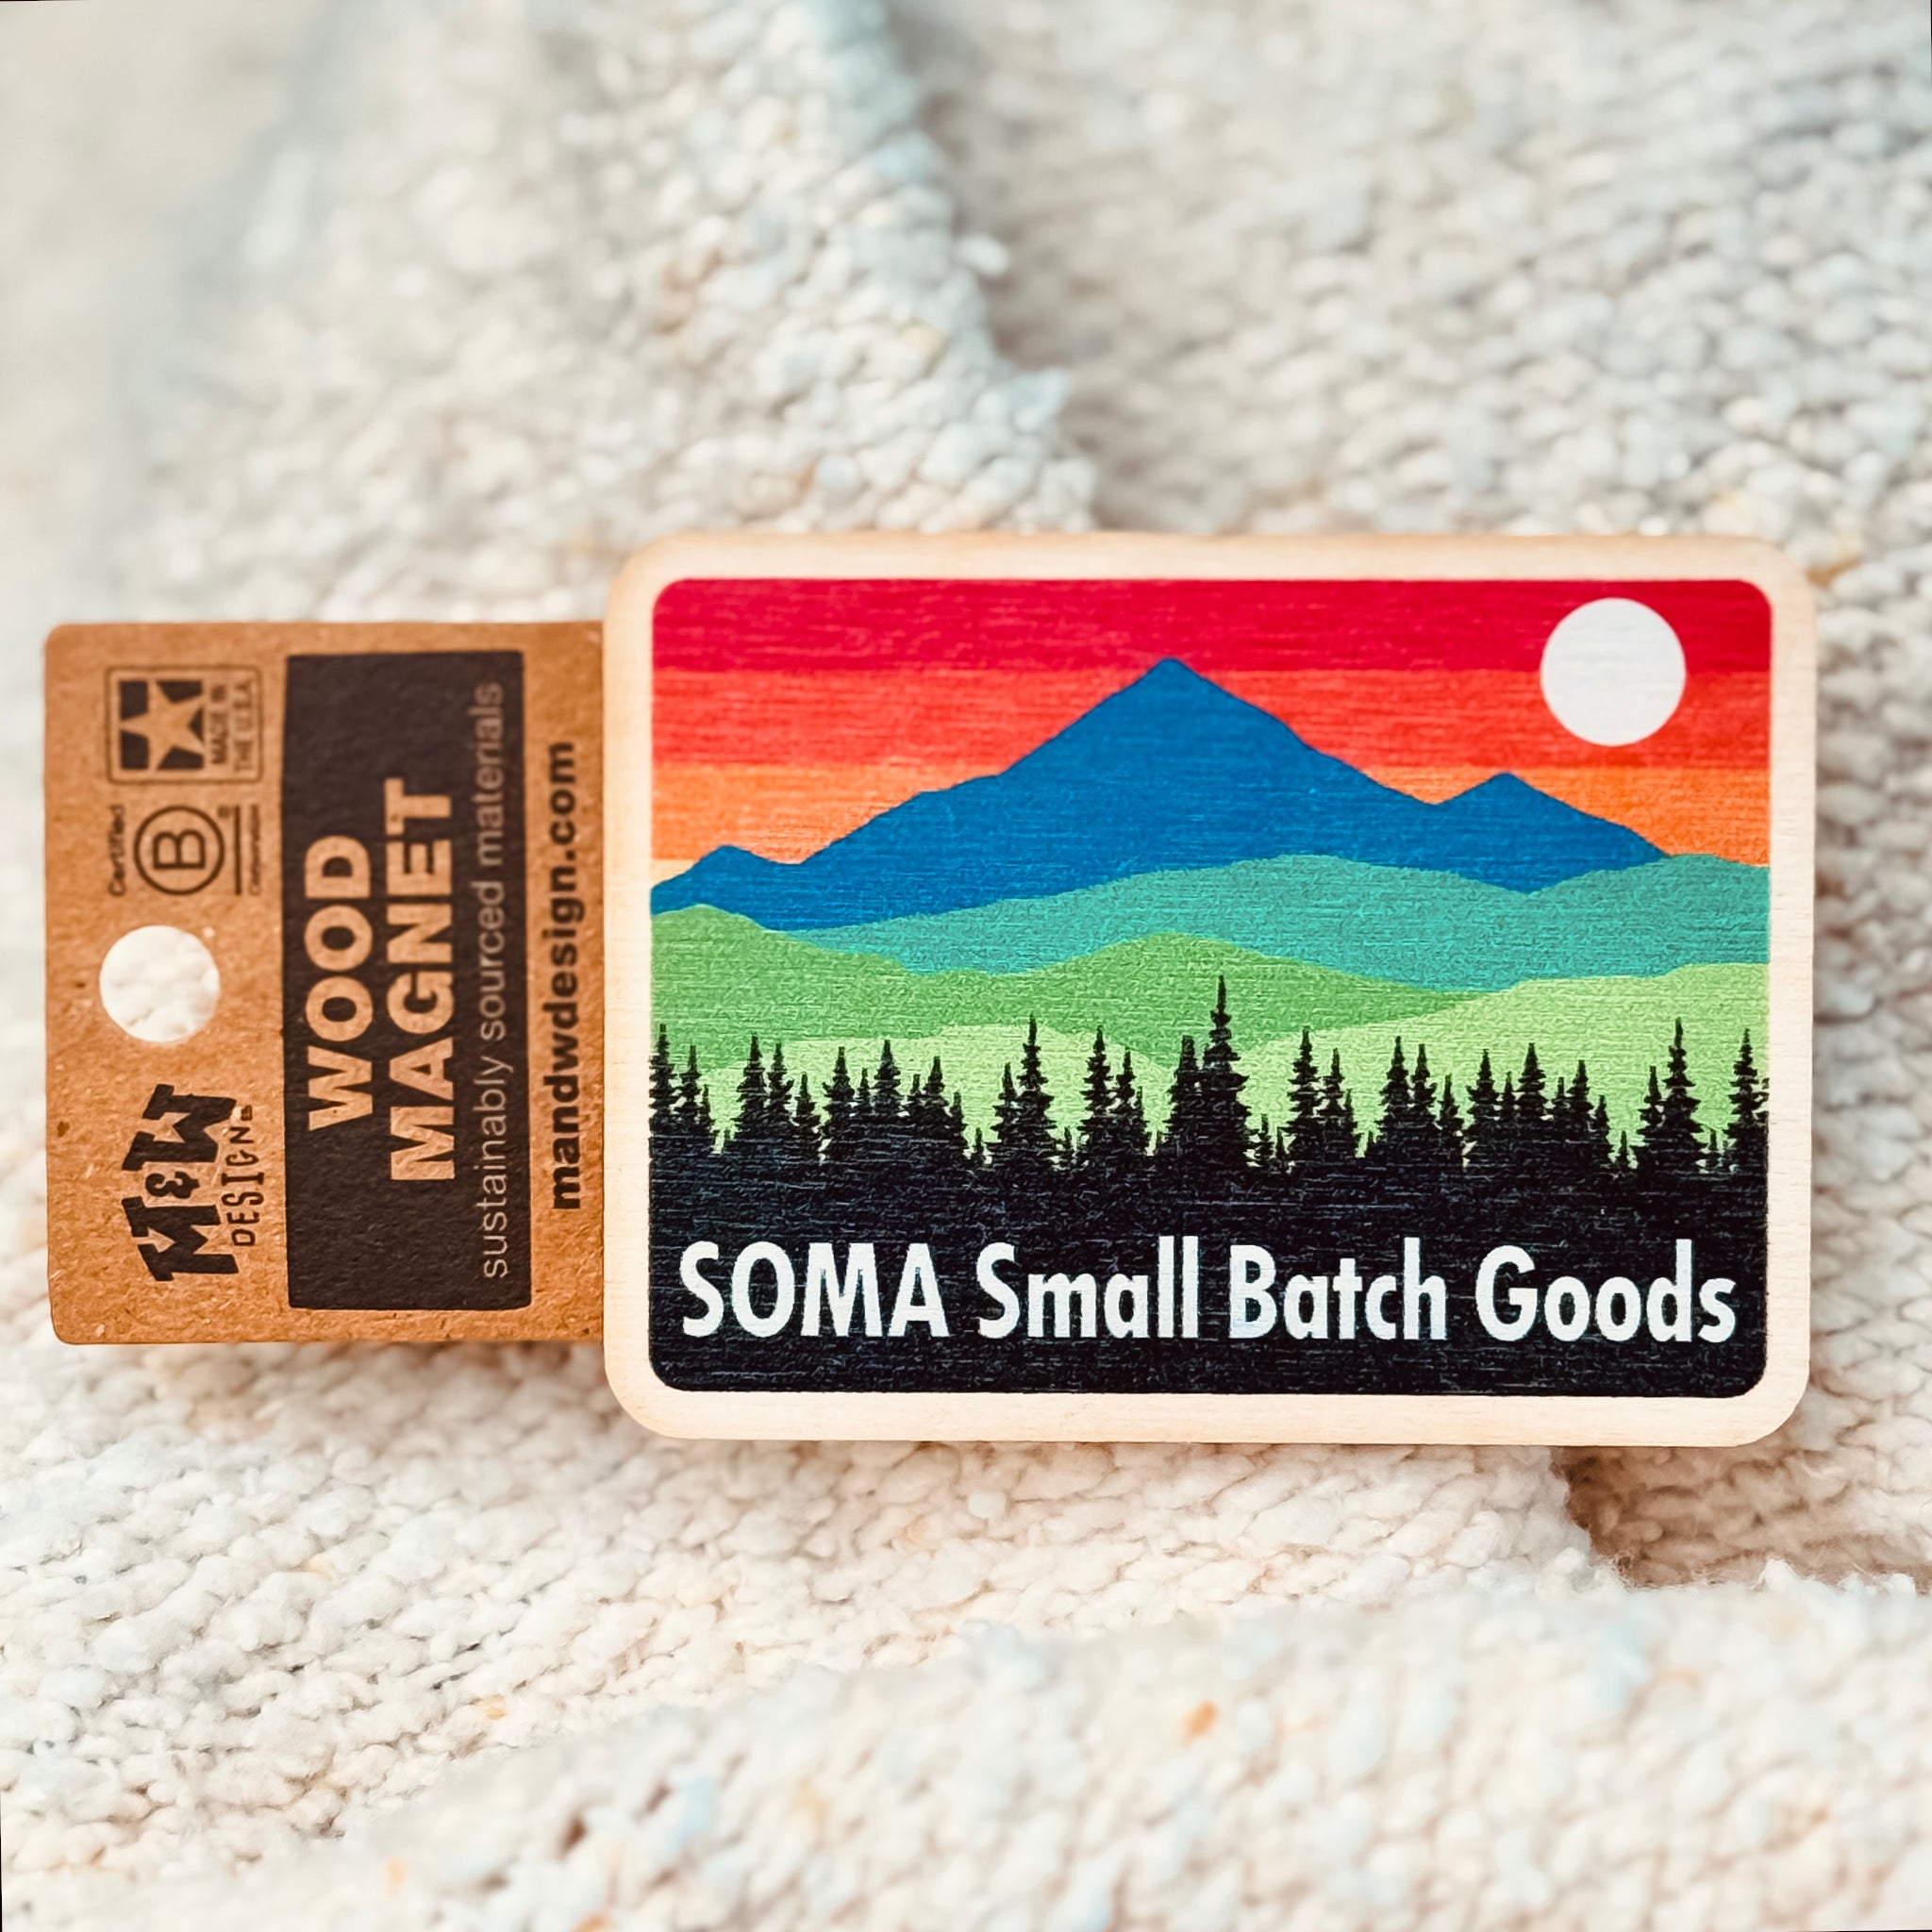 MADE IN
THE U.S.A.
Certified
B
Corporation
M&W
DESIGN
WOOD
MAGNET
sustainably sourced materials
mandwdesign.com
SOMA Small Batch Goods